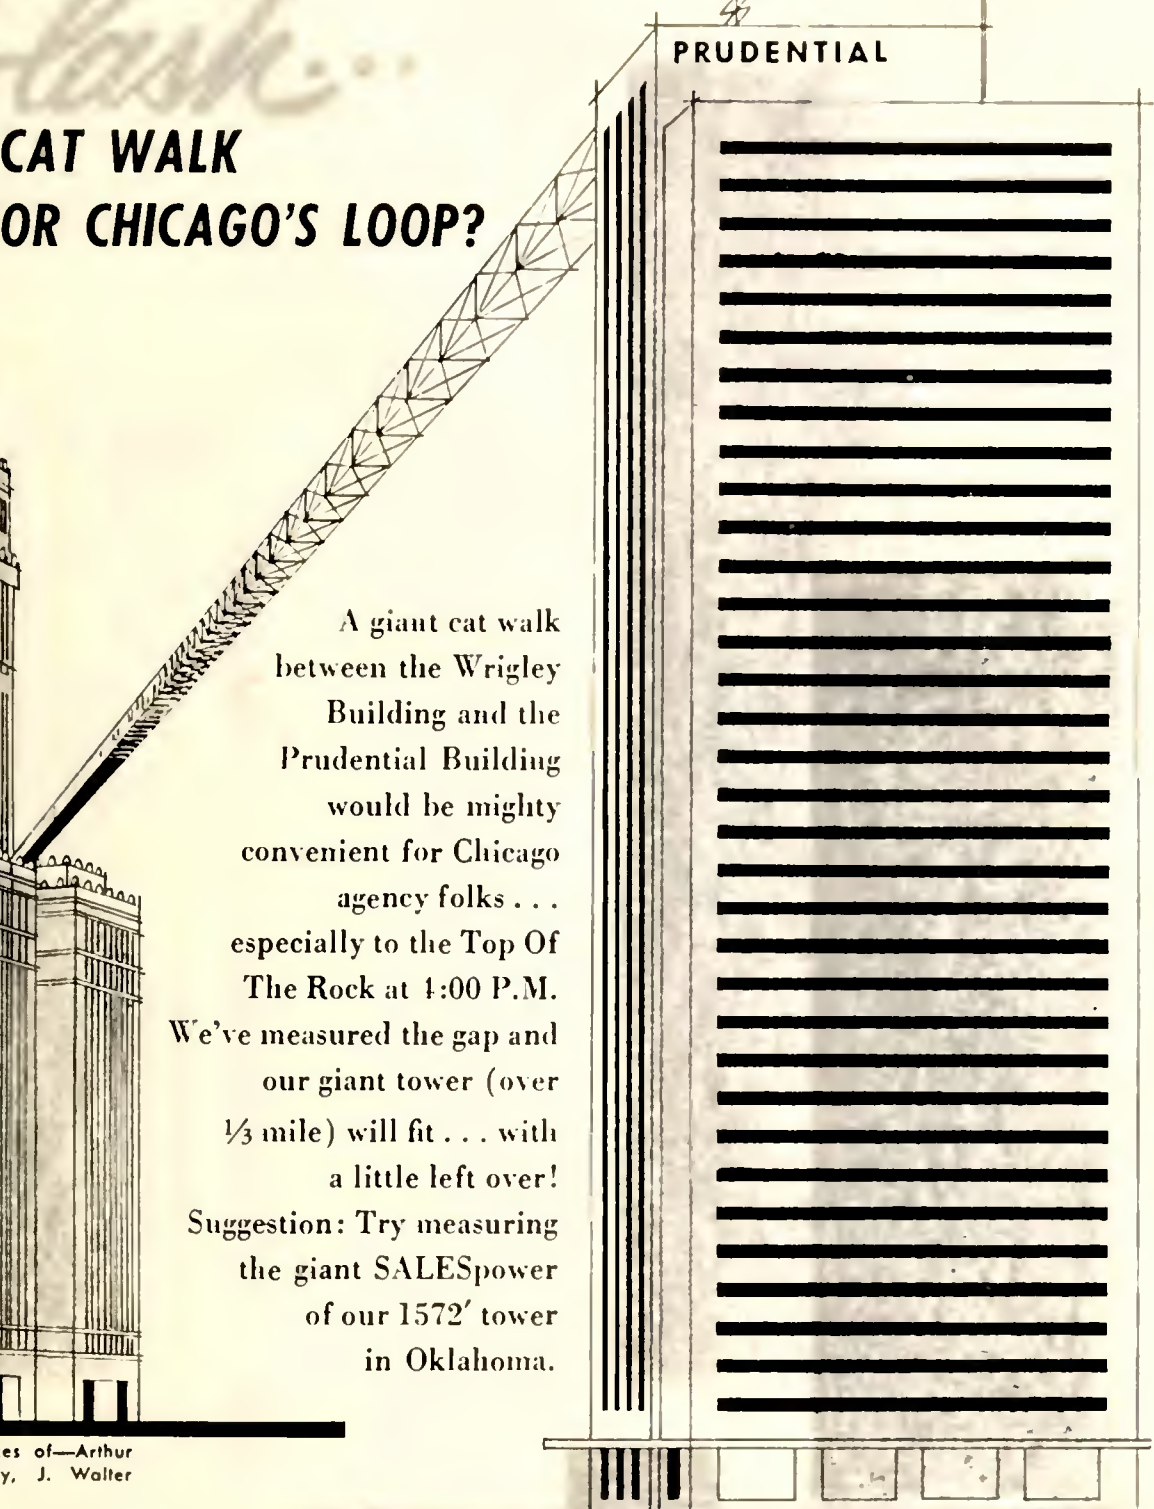 PRUDENTIAL
CAT WALK
OR CHICAGO'S LOOP?
A giant cat walk
between the Wrigley
Building and the
Prudential Building
would be mighty
convenient for Chicago
agency folks . . .
especially to the Top Of
The Rock at 4:00 P.M.
We've measured the gap and
our giant tower (over
⅓ mile) will fit . . . with
a little left over!
Suggestion: Try measuring
the giant SALESpower
of our 1572' tower
in Oklahoma.
es of—Arthur
y, J. Walter